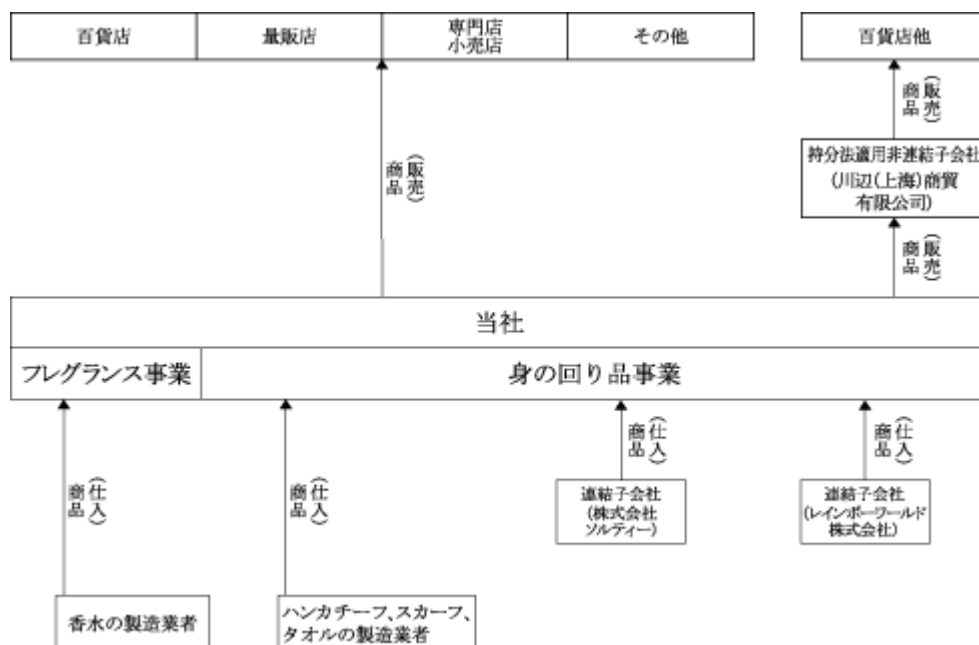 百貨店
量販店
専門店
小売店
その他
百貨店他
商品
(販売)
持分法適用非連結子会社
(川辺(上海)商貿
有限公司)
商品
(販売)
商品
(販売)
当社
フレグランス事業
身の回り品事業
商品
(仕入)
商品
(仕入)
商品
(仕入)
商品
(仕入)
連結子会社
(株式会社
ソルティー)
連結子会社
(レインボーワールド
株式会社)
香水の製造業者
ハンカチーフ、スカーフ、
タオルの製造業者